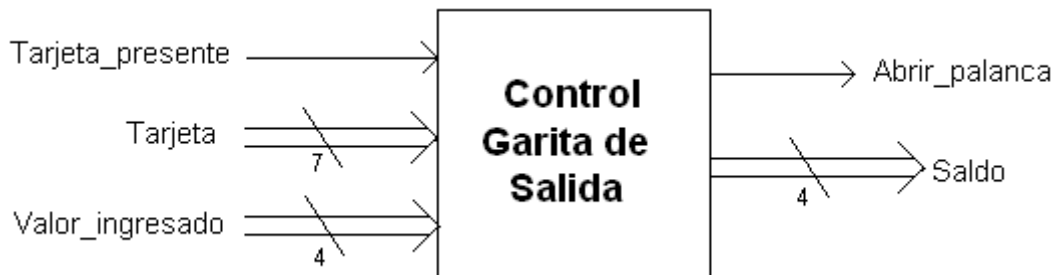 Tarjeta_presente
Tarjeta
7
Valor_ingresado
4
Control
Garita de
Salida
Abrir_palanca
4
Saldo